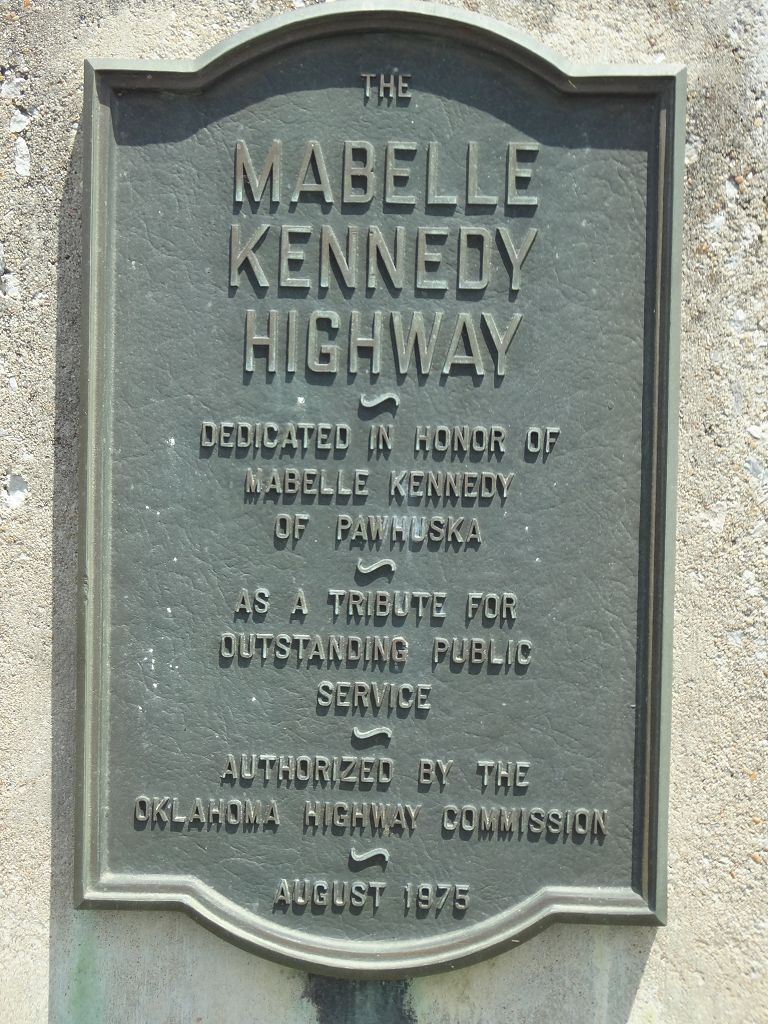 THE
MABELLE
KENNEDY
HIGHWAY
DEDICATED IN HONOR OF
MABELLE KENNEDY
OF PAWHUSKA
AS A TRIBUTE FOR
OUTSTANDING PUBLIC
SERVICE
AUTHORIZED BY THE
OKLAHOMA HIGHWAY COMMISSION
AUGUST 1975